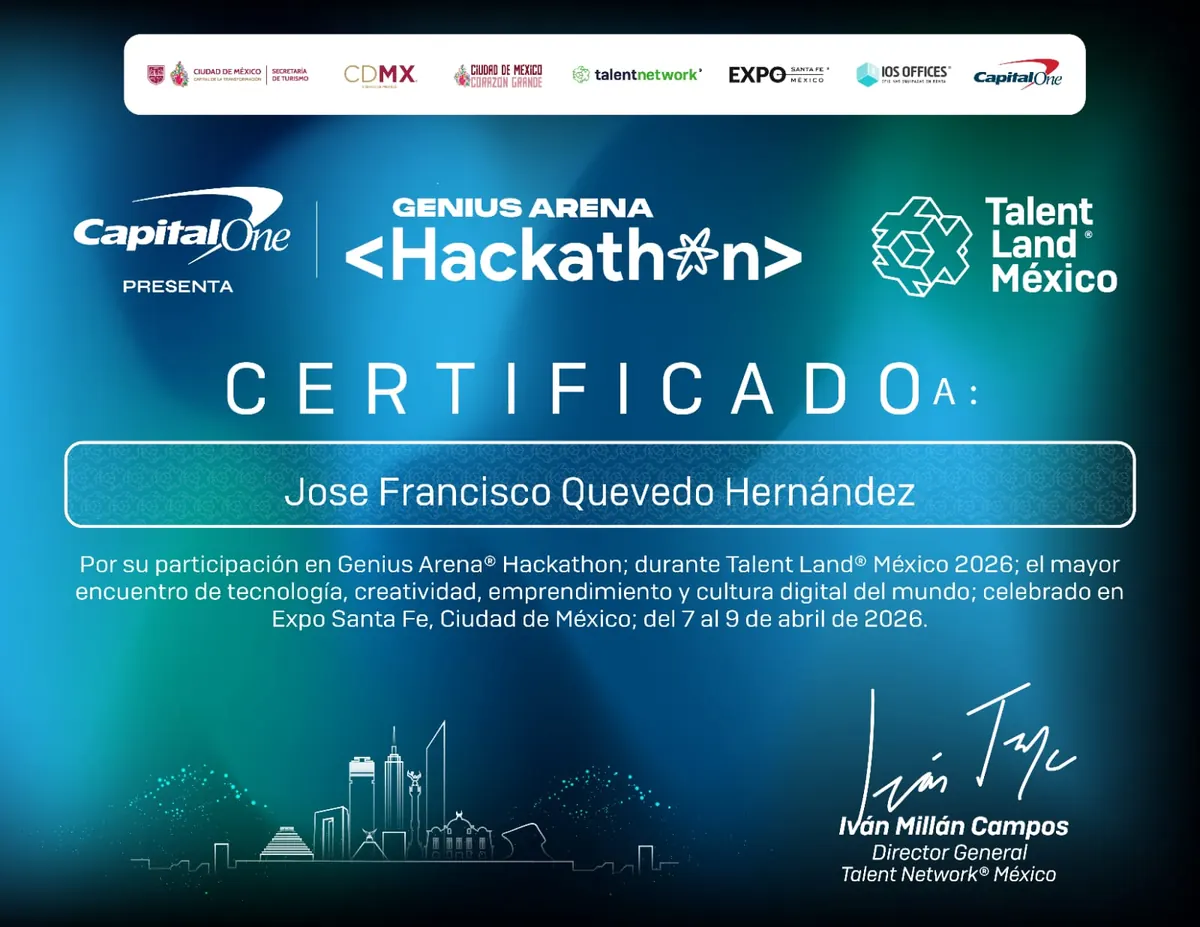 CIUDAD DE MÉXICO
CAPITAL DE LA TRANSFORMACIÓN
SECRETARÍA
DE TURISMO
CDMX
CIUDAD DE MÉXICO
CORAZÓN GRANDE
talentnetwork
EXPO SANTA FE
MÉXICO
IOS OFFICES
Capital One
Capital One
PRESENTA
GENIUS ARENA
<Hackathon>
Talent
Land®
México
CERTIFICADO A:
Jose Francisco Quevedo Hernández
Por su participación en Genius Arena® Hackathon; durante Talent Land® México 2026; el mayor
encuentro de tecnología, creatividad, emprendimiento y cultura digital del mundo; celebrado en
Expo Santa Fe, Ciudad de México; del 7 al 9 de abril de 2026.
Iván Millán Campos
Director General
Talent Network® México